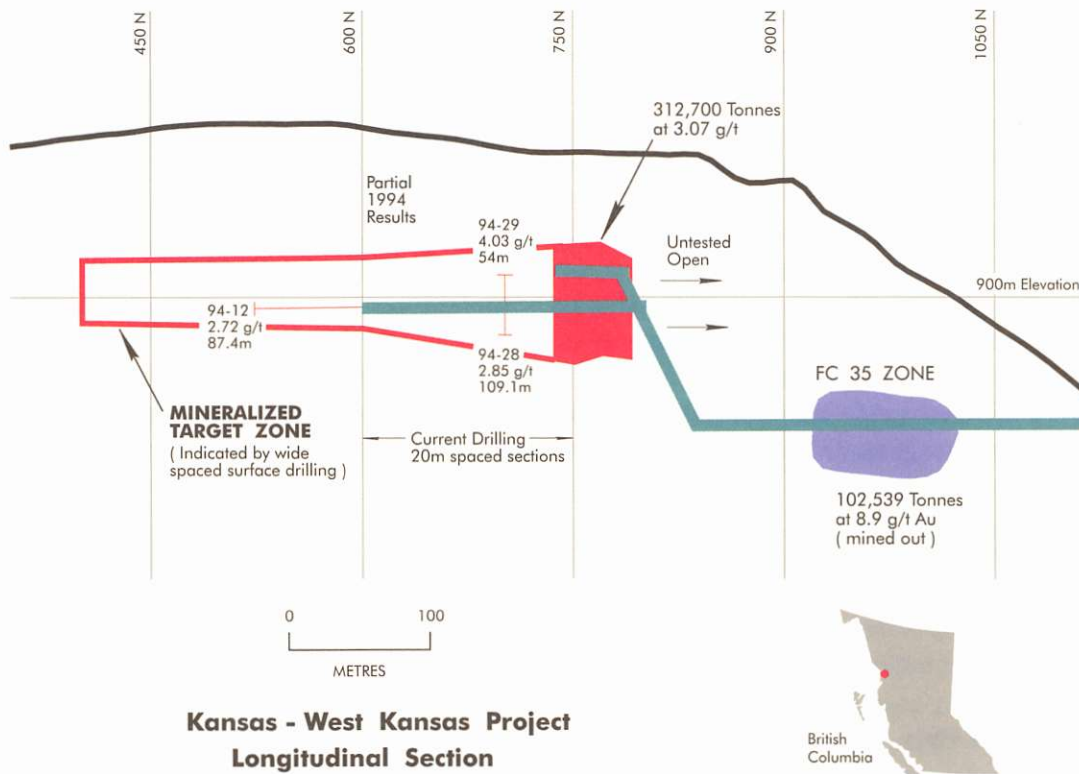 450 N
600 N
750 N
900 N
1050 N
312,700 Tonnes
at 3.07 g/t
Partial
1994
Results
94-29
4.03 g/t
54m
Untested
Open
900m Elevation
94-12
2.72 g/t
87.4m
94-28
2.85 g/t
109.1m
FC 35 ZONE
MINERALIZED
TARGET ZONE
( Indicated by wide
spaced surface drilling )
Current Drilling
20m spaced sections
102,539 Tonnes
at 8.9 g/t Au
( mined out )
0
100
METRES
Kansas - West Kansas Project
Longitudinal Section
British
Columbia